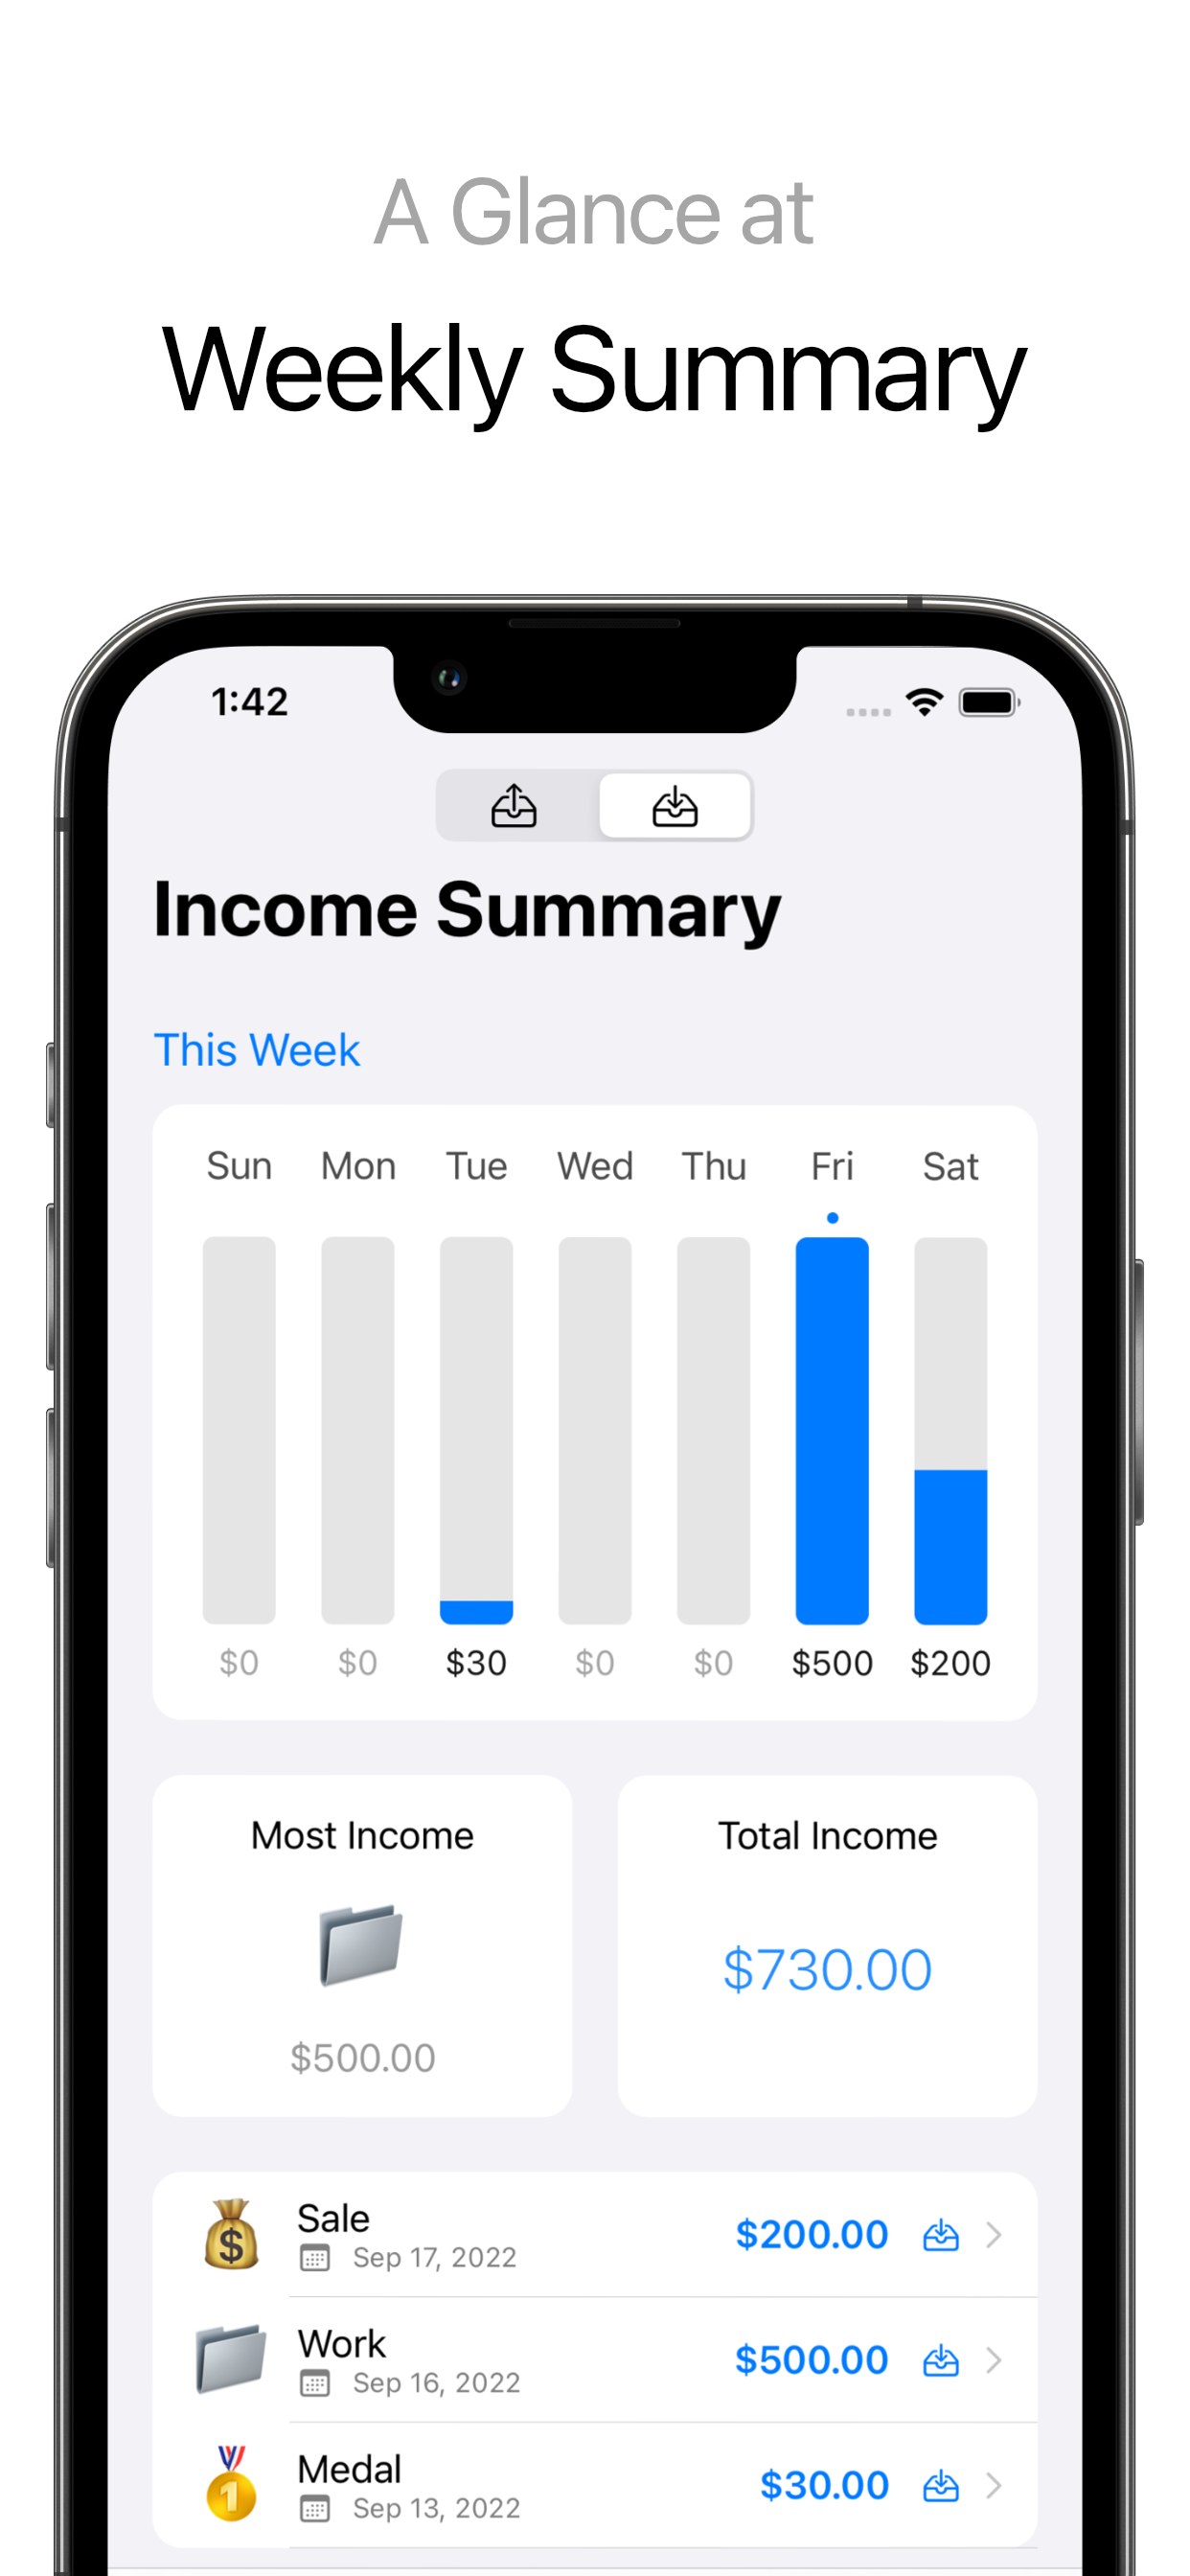 A Glance at
Weekly Summary
1:42
Income Summary
This Week
Sun Mon Tue Wed Thu Fri Sat
$0 $0 $30 $0 $0 $500 $200
Most Income
$500.00
Total Income
$730.00
$
Sale
$200.00
Sep 17, 2022
Work
$500.00
Sep 16, 2022
1
Medal
$30.00
Sep 13, 2022